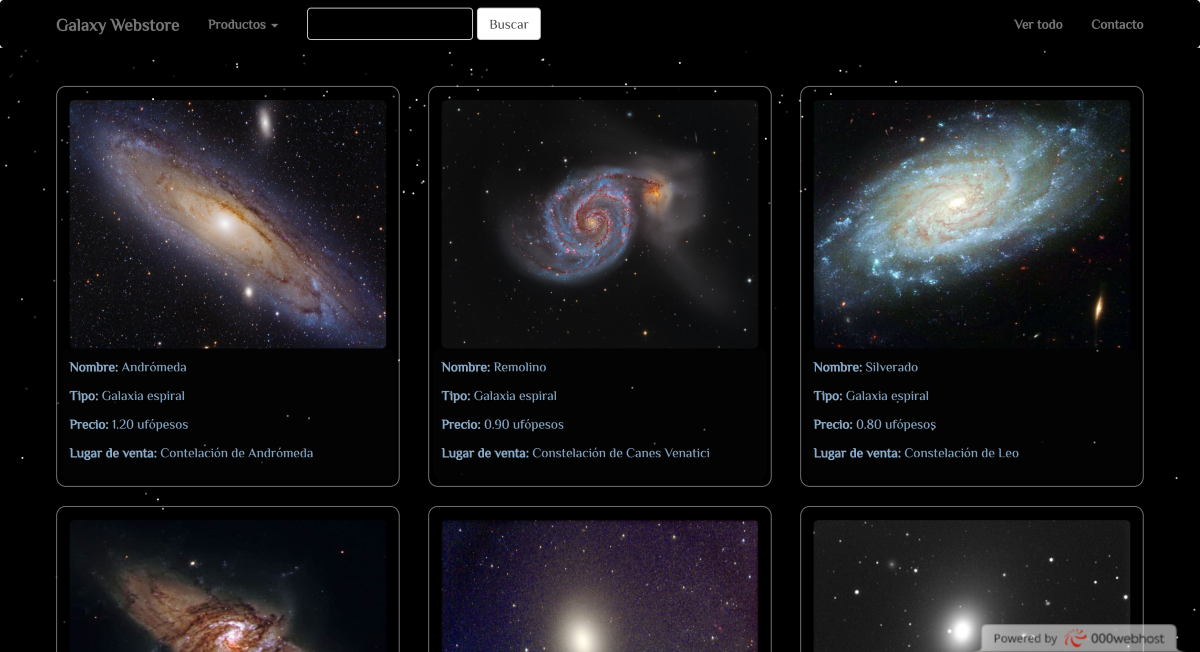 Galaxy Webstore Productos Buscar Ver todo Contacto
Nombre: Andrómeda
Tipo: Galaxia espiral
Precio: 1.20 ufópesos
Lugar de venta: Contelación de Andrómeda
Nombre: Remolino
Tipo: Galaxia espiral
Precio: 0.90 ufópesos
Lugar de venta: Constelación de Canes Venatici
Nombre: Silverado
Tipo: Galaxia espiral
Precio: 0.80 ufópesos
Lugar de venta: Constelación de Leo
Powered by 000webhost